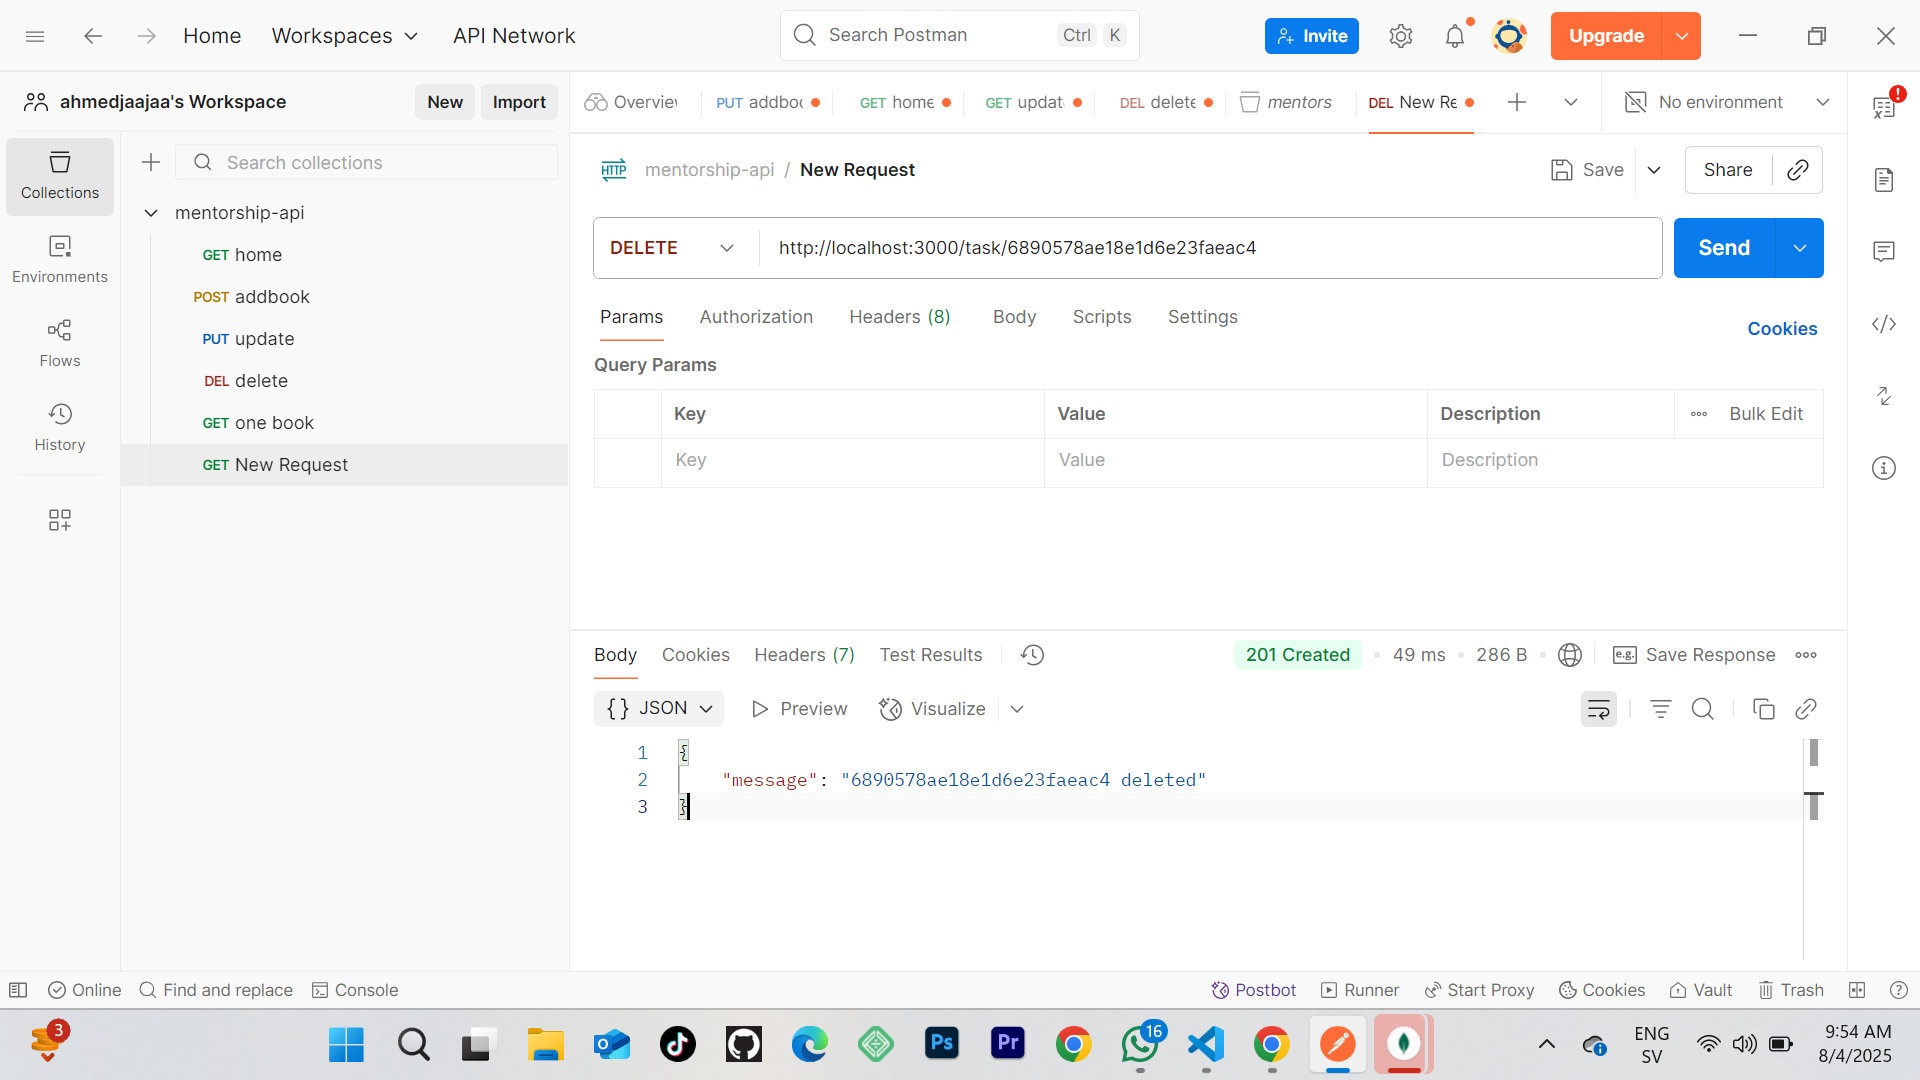 Home
Workspaces
API Network
Search Postman
Ctrl
K
Invite
Upgrade
ahmedjaajaa's Workspace
New
Import
Overview
PUT addboo
GET home
GET updat
DEL delete
mentors
DEL New Re
No environment
Collections
Environments
Flows
History
Search collections
mentorship-api
GET home
POST addbook
PUT update
DEL delete
GET one book
GET New Request
HTTP
mentorship-api / New Request
Save
Share
DELETE
http://localhost:3000/task/6890578ae18e1d6e23faeac4
Send
Params
Authorization
Headers (8)
Body
Scripts
Settings
Cookies
Query Params
Key
Value
Description
Bulk Edit
Key
Value
Description
Body
Cookies
Headers (7)
Test Results
201 Created
49 ms
286 B
e.g.
Save Response
{} JSON
Preview
Visualize
1 {
2 "message": "6890578ae18e1d6e23faeac4 deleted"
3 }
Online
Find and replace
Console
Postbot
Runner
Start Proxy
Cookies
Vault
Trash
3
Ps
Pr
16
ENG
SV
9:54 AM
8/4/2025